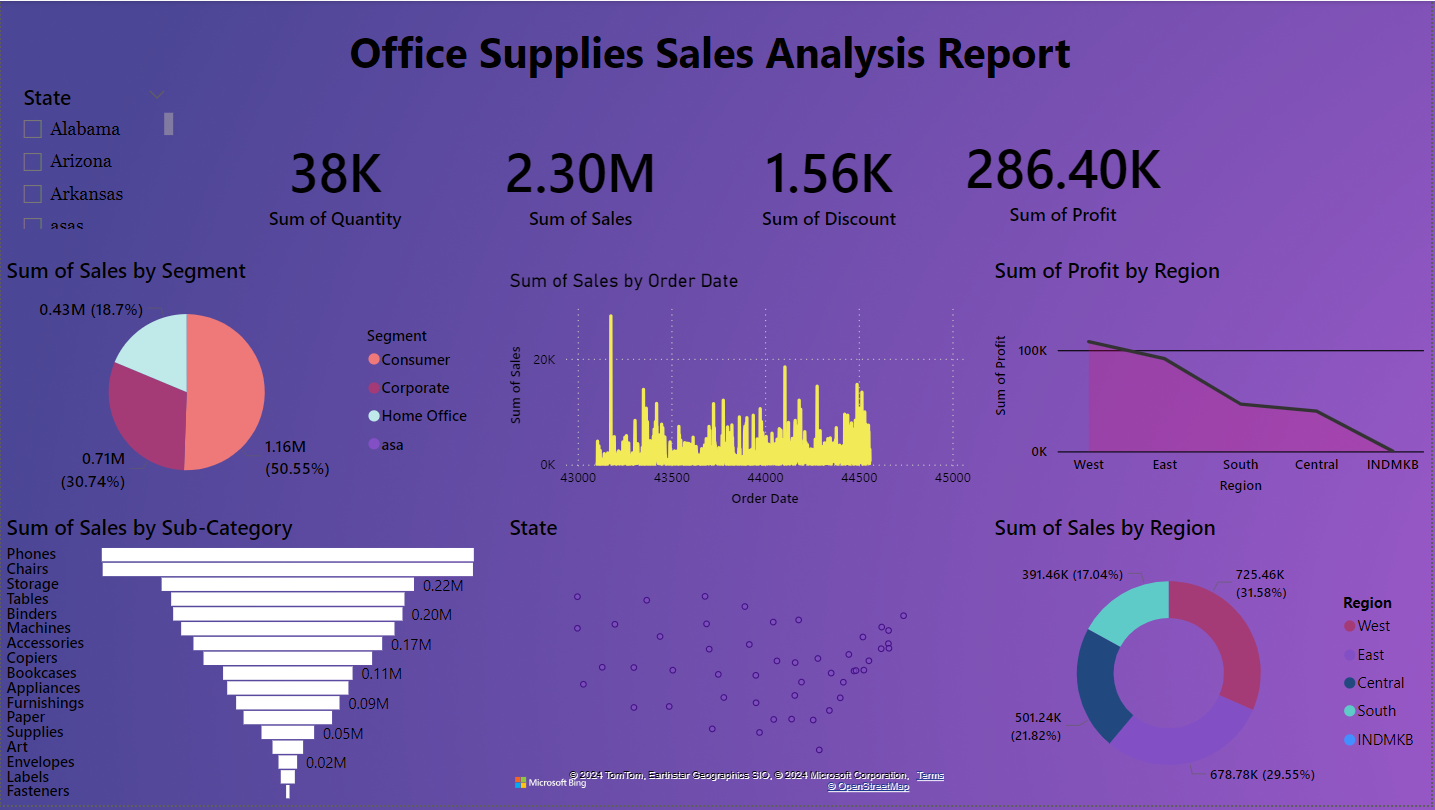 Office Supplies Sales Analysis Report
State
Alabama
Arizona
Arkansas
asas
38K
Sum of Quantity
2.30M
Sum of Sales
1.56K
Sum of Discount
286.40K
Sum of Profit
Sum of Sales by Segment
0.43M (18.7%)
0.71M
(30.74%)
1.16M
(50.55%)
Segment
Consumer
Corporate
Home Office
asa
Sum of Sales by Order Date
Sum of Sales
20K
0K
43000
43500
44000
44500
45000
Order Date
Sum of Profit by Region
Sum of Profit
100K
0K
West
East
South
Central
INDMKB
Region
Sum of Sales by Sub-Category
Phones
Chairs
Storage
0.22M
Tables
Binders
0.20M
Machines
Accessories
0.17M
Copiers
Bookcases
0.11M
Appliances
Furnishings
0.09M
Paper
Supplies
0.05M
Art
Envelopes
0.02M
Labels
Fasteners
State
Microsoft Bing
© 2024 TomTom, Earthstar Geographics SIO, © 2024 Microsoft Corporation, Terms
© OpenStreetMap
Sum of Sales by Region
391.46K (17.04%)
725.46K
(31.58%)
501.24K
(21.82%)
678.78K (29.55%)
Region
West
East
Central
South
INDMKB